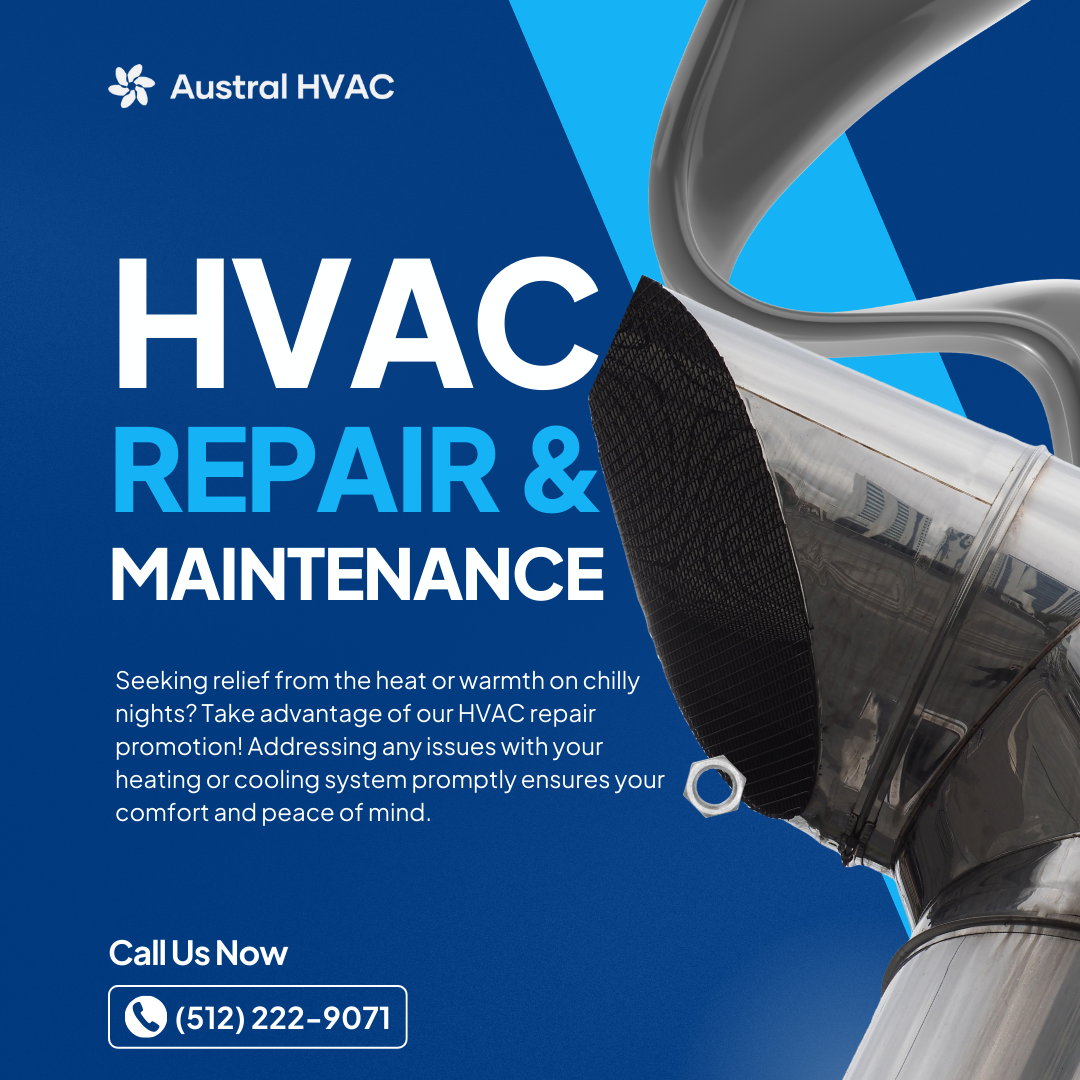 Austral HVAC
HVAC
REPAIR &
MAINTENANCE
Seeking relief from the heat or warmth on chilly
nights? Take advantage of our HVAC repair
promotion! Addressing any issues with your
heating or cooling system promptly ensures your
comfort and peace of mind.
Call Us Now
(512) 222-9071